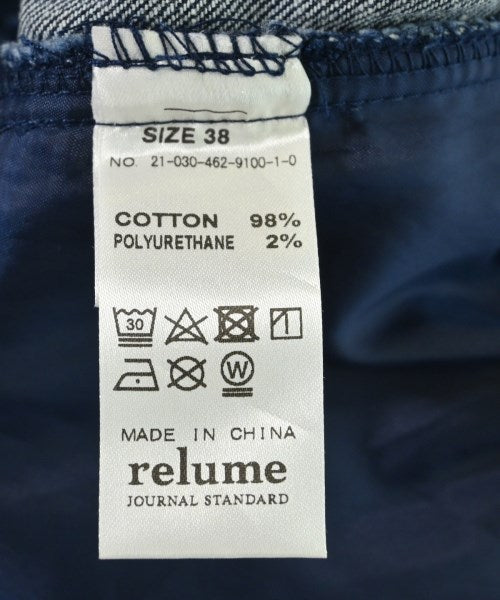 SIZE 38
NO. 21-030-462-9100-1-0
COTTON 98%
POLYURETHANE 2%
30
W
MADE IN CHINA
relume
JOURNAL STANDARD